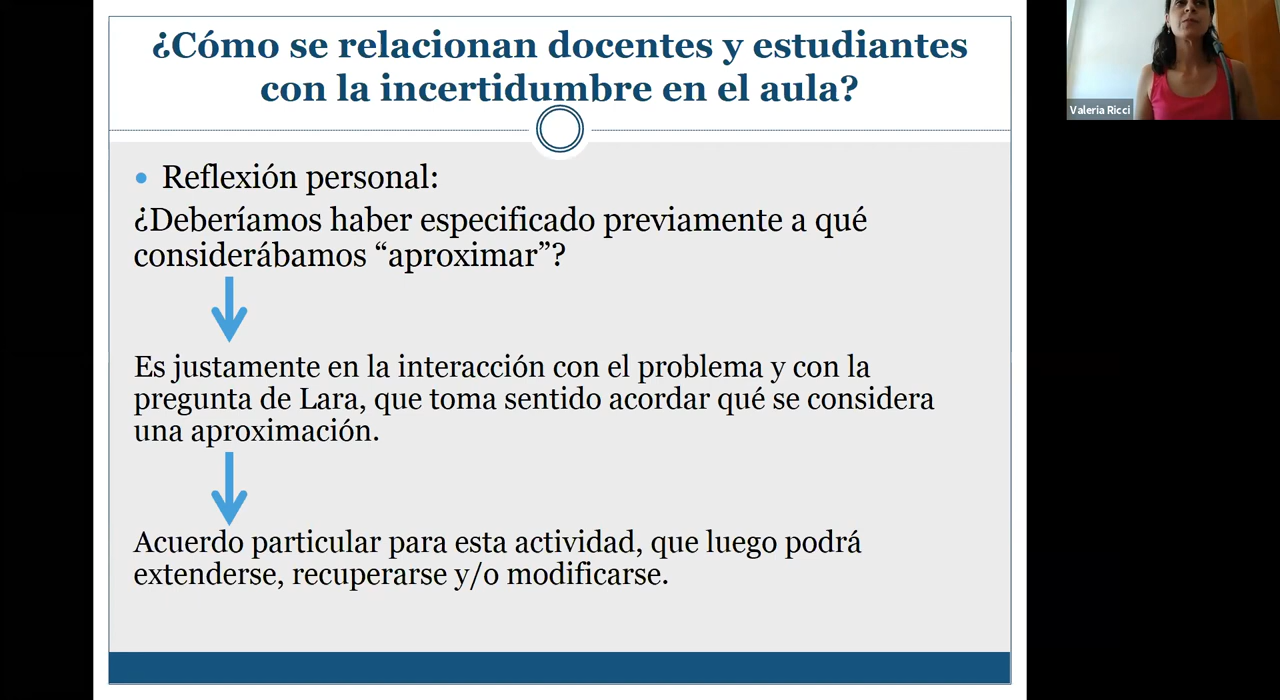 ¿Cómo se relacionan docentes y estudiantes
con la incertidumbre en el aula?
Valeria Ricci
• Reflexión personal:
¿Deberíamos haber especificado previamente a qué
considerábamos “aproximar”?
Es justamente en la interacción con el problema y con la
pregunta de Lara, que toma sentido acordar qué se considera
una aproximación.
Acuerdo particular para esta actividad, que luego podrá
extenderse, recuperarse y/o modificarse.